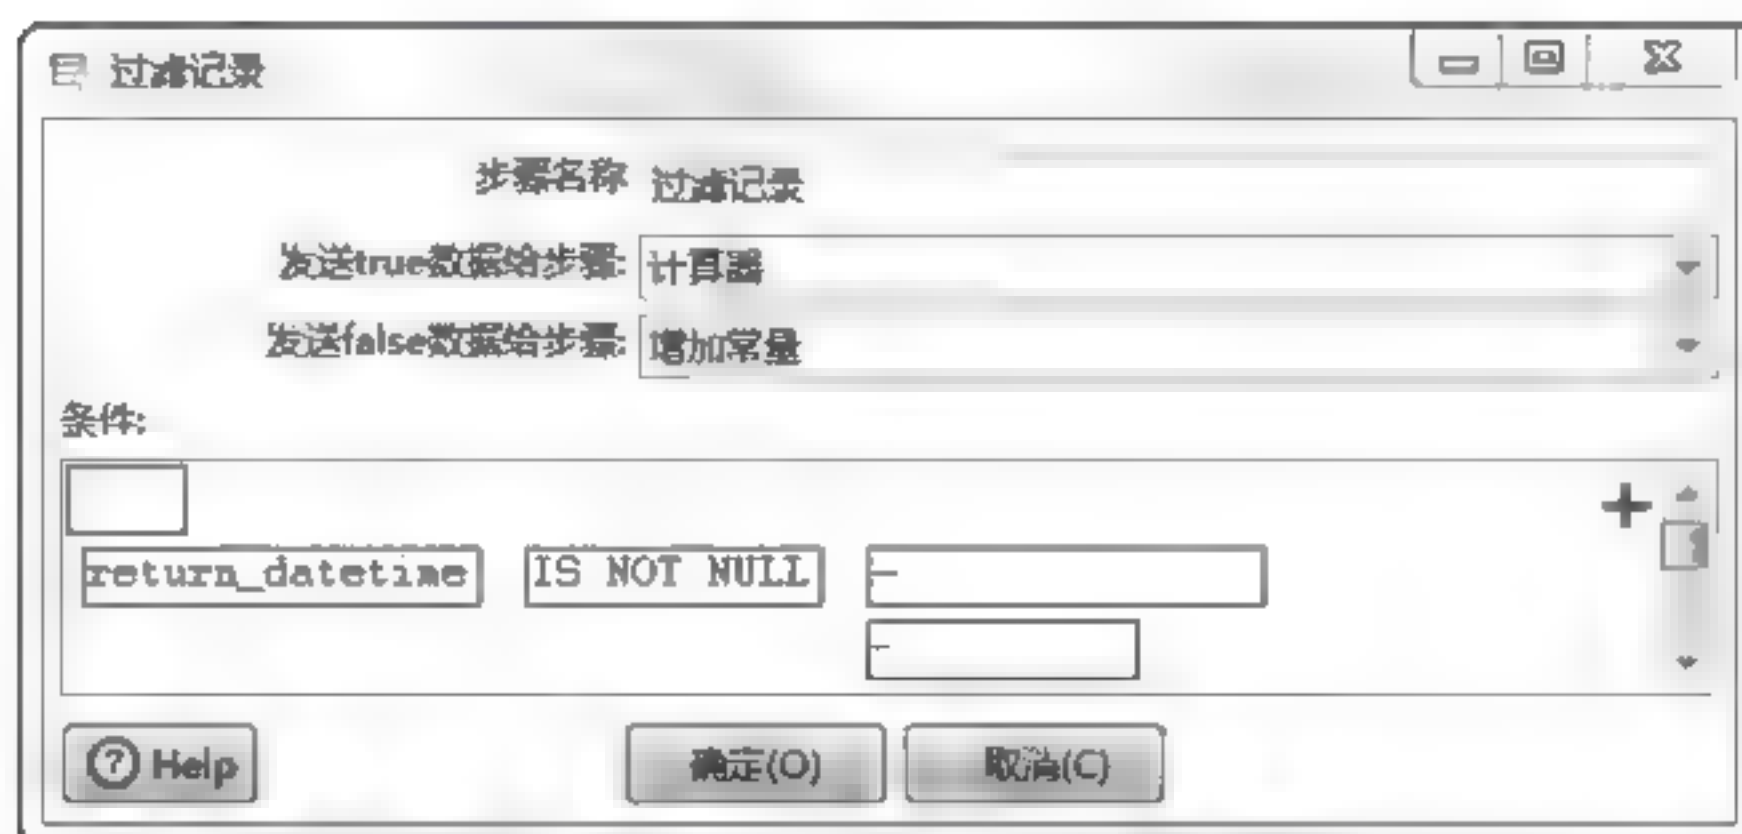 过滤记录
步骤名称 过滤记录
发送true数据给步骤: 计算器
发送false数据给步骤: 增加常量
条件:
return_datetime IS NOT NULL
Help 确定(O) 取消(C)